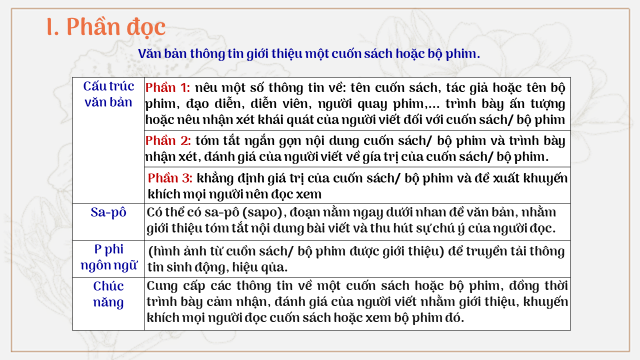 I. Phần đọc
Văn bản thông tin giới thiệu một cuốn sách hoặc bộ phim.
Cấu trúc
văn bản
Phần 1: nêu một số thông tin về: tên cuốn sách, tác giả hoặc tên bộ
phim, đạo diễn, diễn viên, người quay phim,... trình bày ấn tượng
hoặc nêu nhận xét khái quát của người viết đối với cuốn sách/ bộ phim
Phần 2: tóm tắt ngắn gọn nội dung cuốn sách/ bộ phim và trình bày
nhận xét, đánh giá của người viết về gía trị của cuốn sách/ bộ phim.
Phần 3: khẳng định giá trị của cuốn sách/ bộ phim và đề xuất khuyến
khích mọi người nên đọc xem
Sa-pô
Có thể có sa-pô (sapo), đoạn nằm ngay dưới nhan đề văn bản, nhằm
giới thiệu tóm tắt nội dung bài viết và thu hút sự chú ý của người đọc.
P phi
ngôn ngữ
(hình ảnh từ cuốn sách/ bộ phim được giới thiệu) để truyền tải thông
tin sinh động, hiệu qủa.
Chức
năng
Cung cấp các thông tin về một cuốn sách hoặc bộ phim, đồng thời
trình bày cảm nhận, đánh giá của người viết nhằm giới thiệu, khuyến
khích mọi người đọc cuốn sách hoặc xem bộ phim đó.